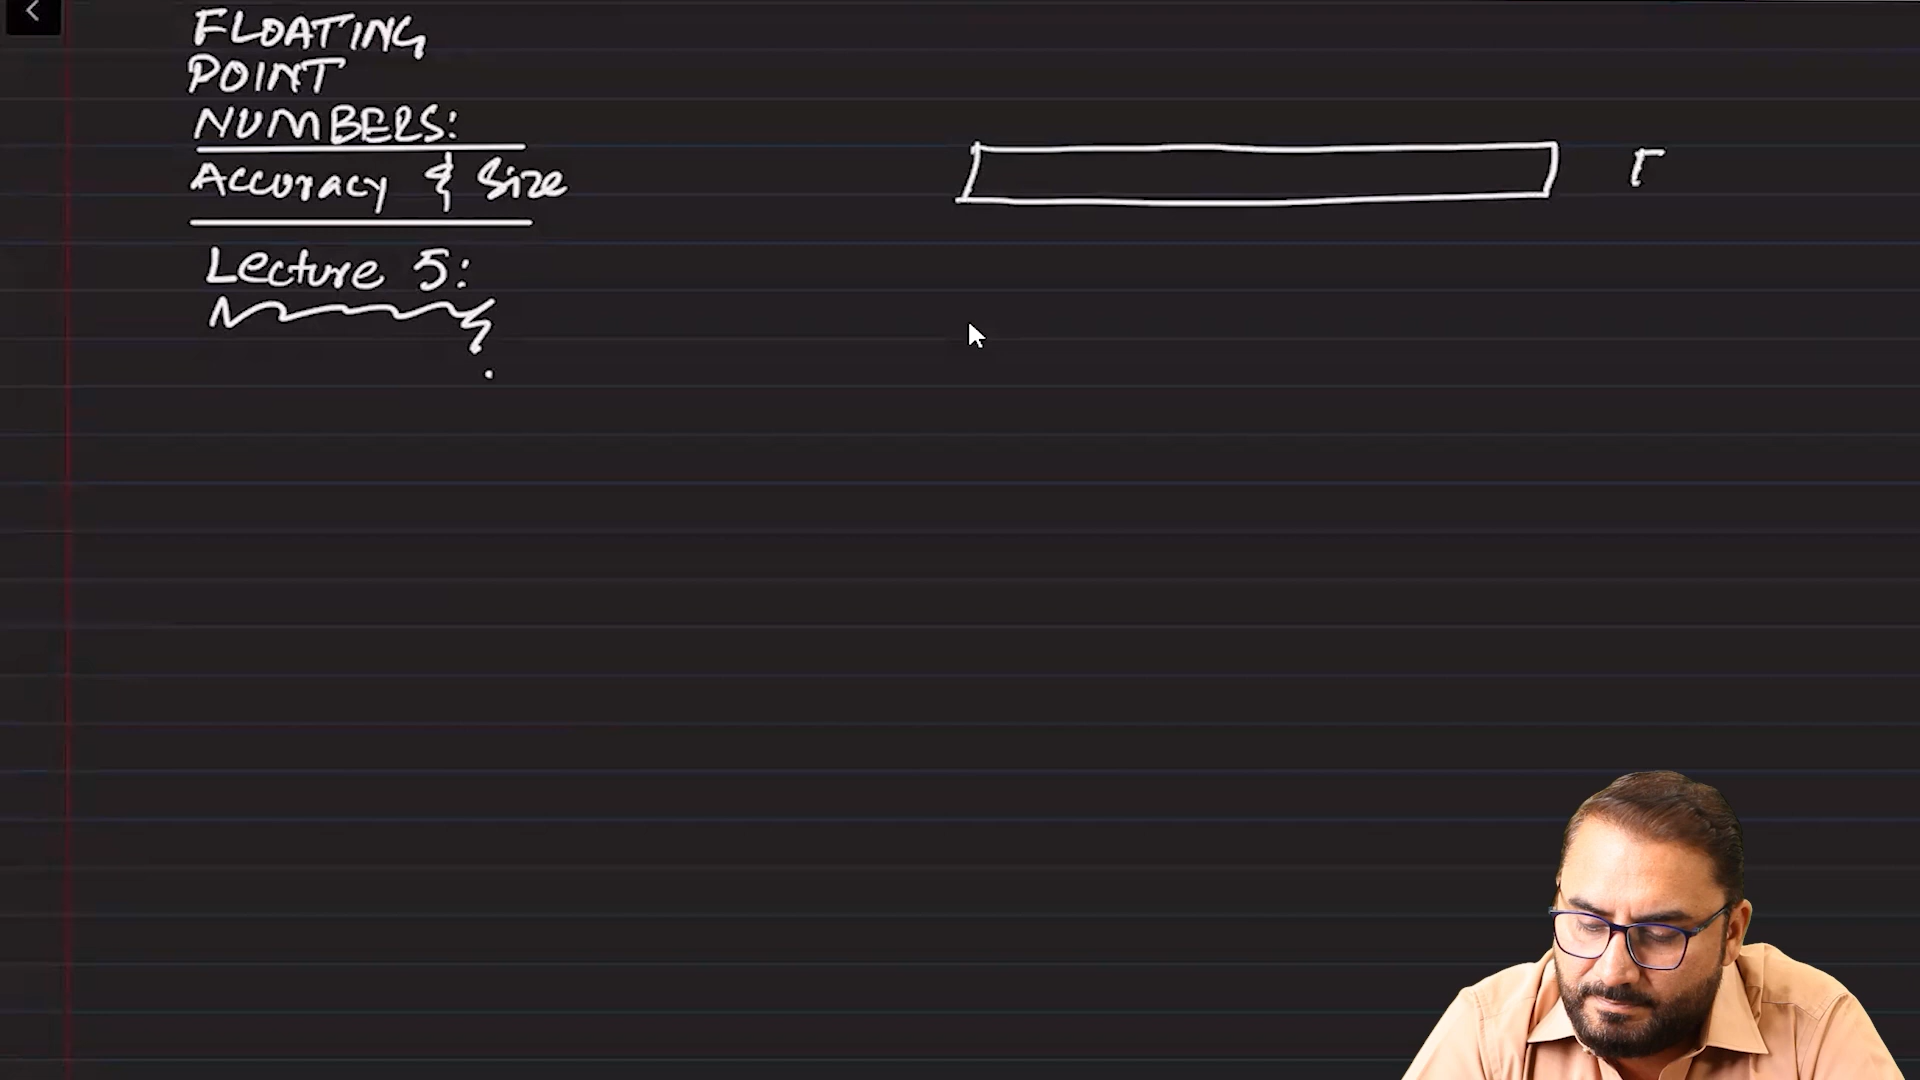 FLOATING
POINT
NUMBERS:
Accuracy & Size
Lecture 5: